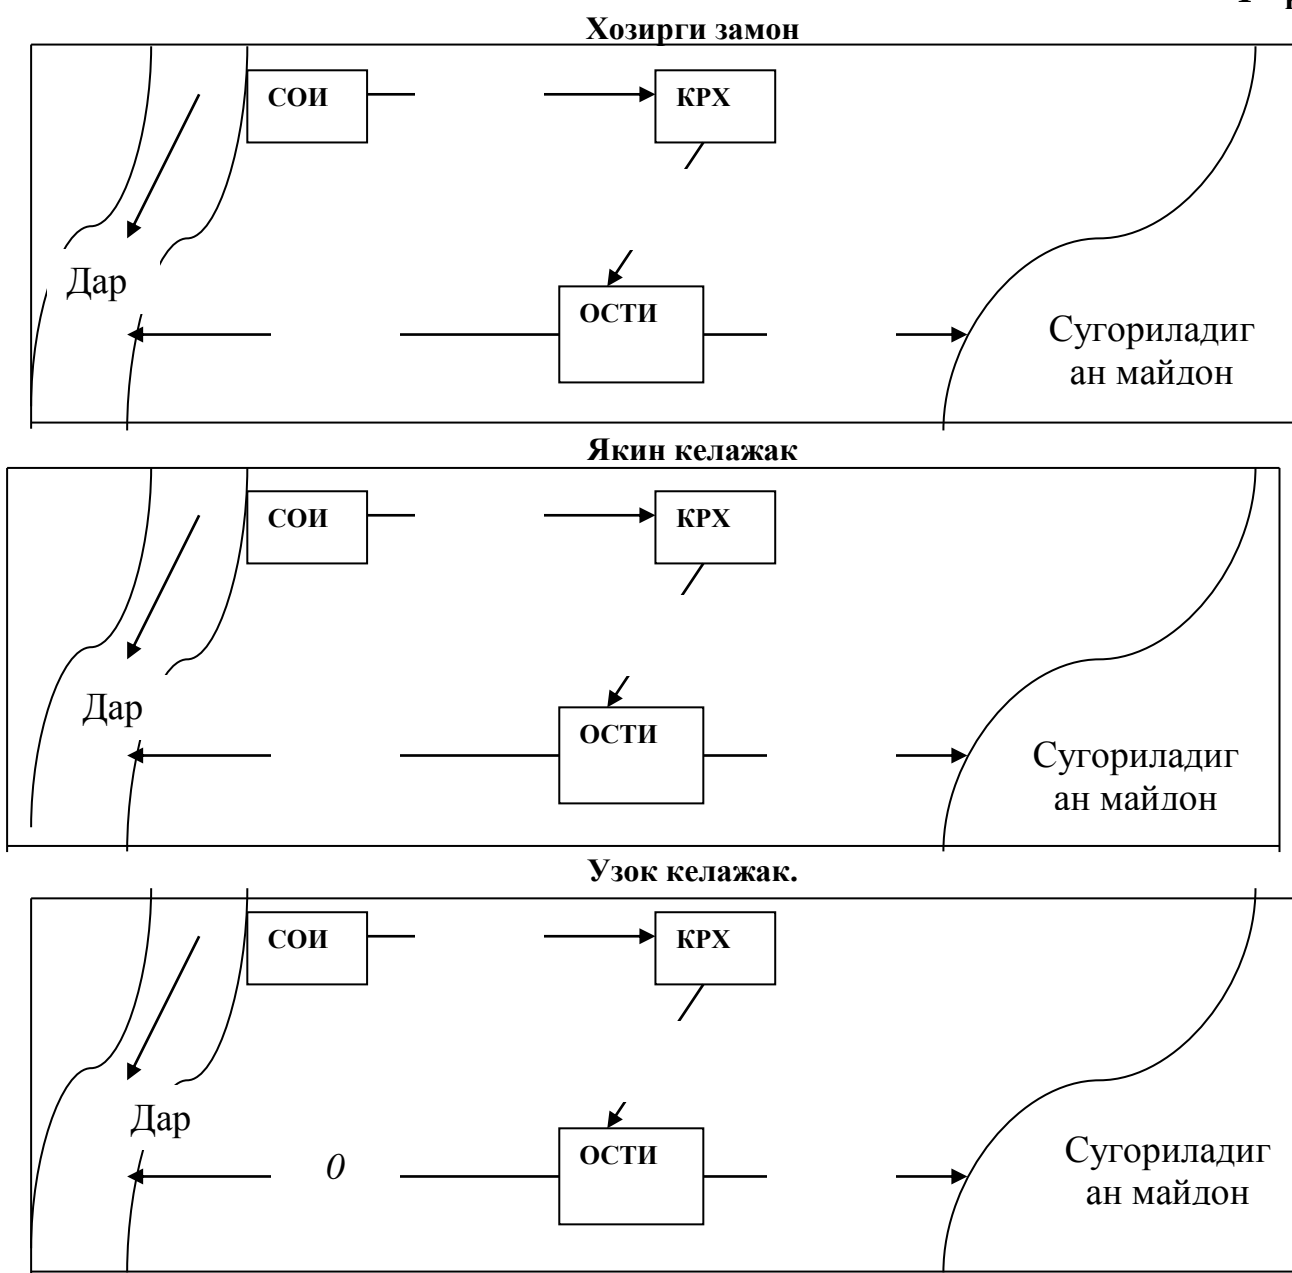 Хозирги замон
СОИ
КРХ
Дар
ОСТИ
Сугориладиг
ан майдон
Якин келажак
СОИ
КРХ
Дар
ОСТИ
Сугориладиг
ан майдон
Узок келажак.
СОИ
КРХ
Дар
0
ОСТИ
Сугориладиг
ан майдон